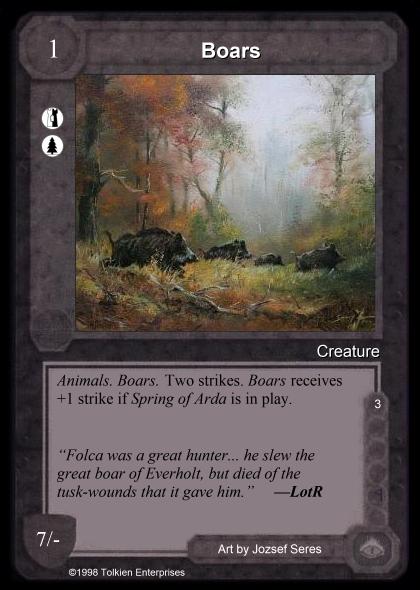 1
Boars
Creature
Animals. Boars. Two strikes. Boars receives
+1 strike if Spring of Arda is in play.
3
“Folca was a great hunter... he slew the
great boar of Everholt, but died of the
tusk-wounds that it gave him.” —LotR
7/-
Art by Jozsef Seres
©1998 Tolkien Enterprises